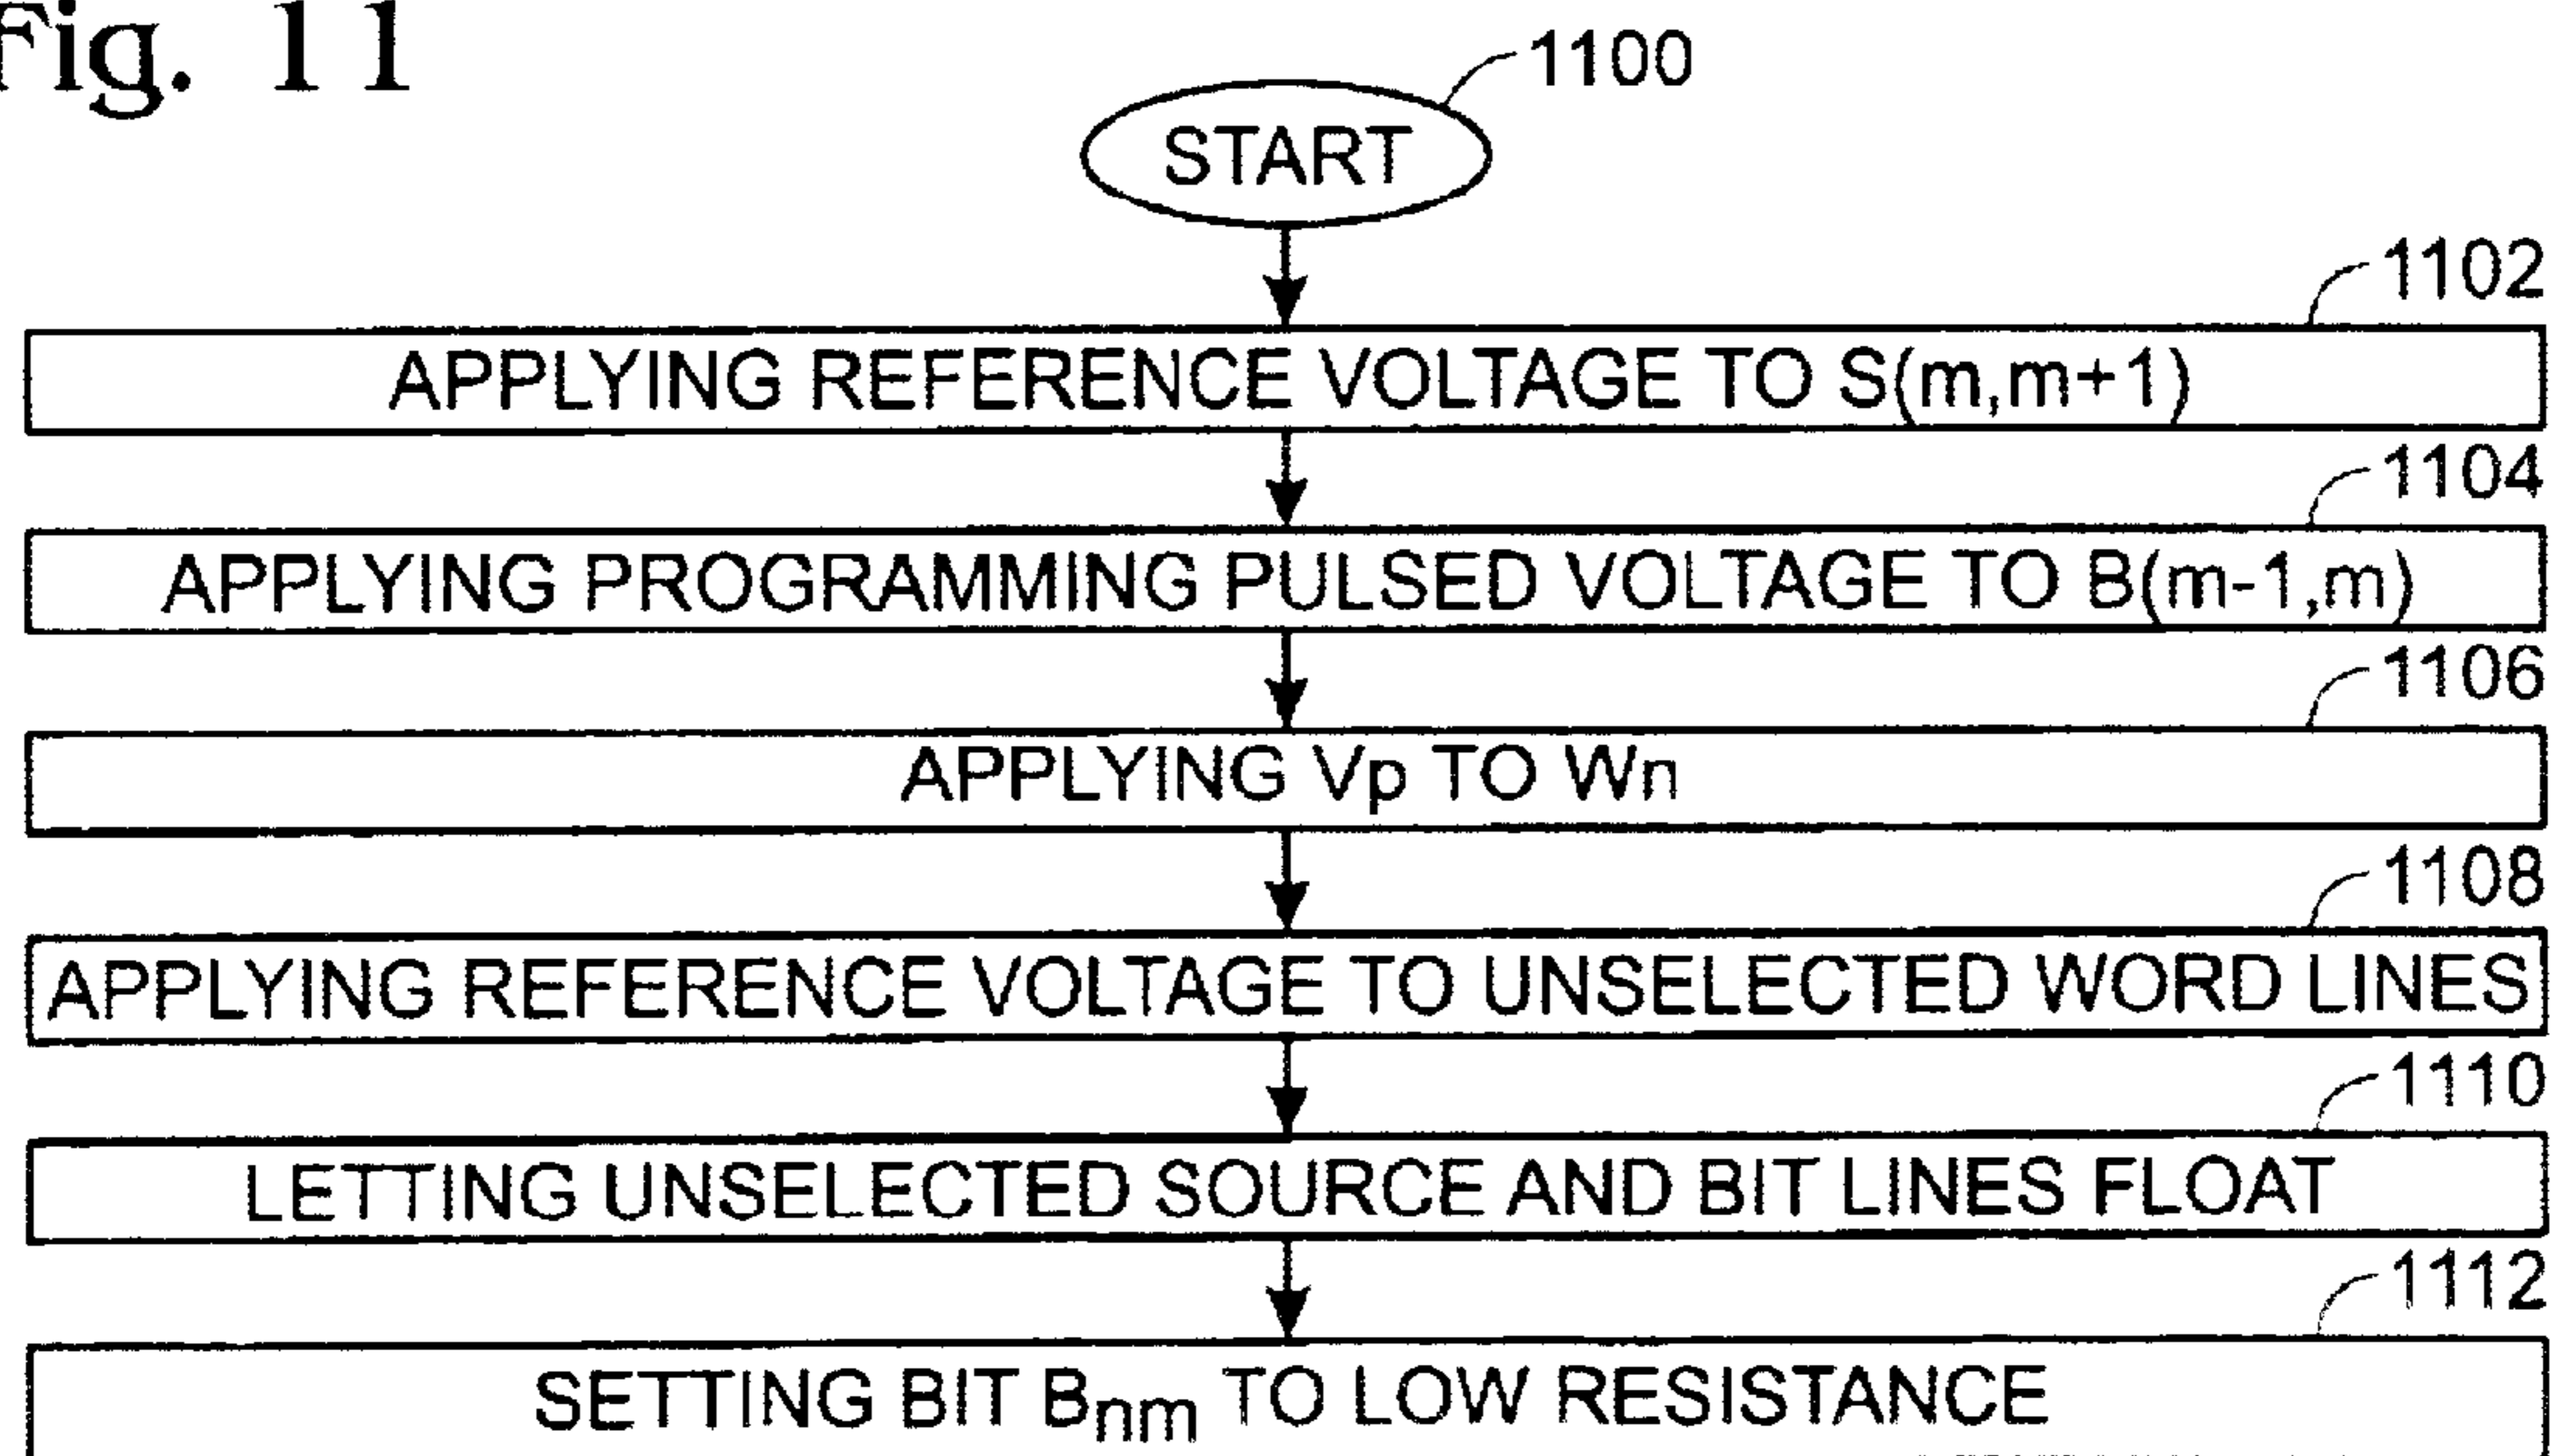 Fig. 11
1100
START
1102
APPLYING REFERENCE VOLTAGE TO S(m,m+1)
1104
APPLYING PROGRAMMING PULSED VOLTAGE TO B(m-1,m)
1106
APPLYING Vp TO Wn
1108
APPLYING REFERENCE VOLTAGE TO UNSELECTED WORD LINES
1110
LETTING UNSELECTED SOURCE AND BIT LINES FLOAT
1112
SETTING BIT Bnm TO LOW RESISTANCE